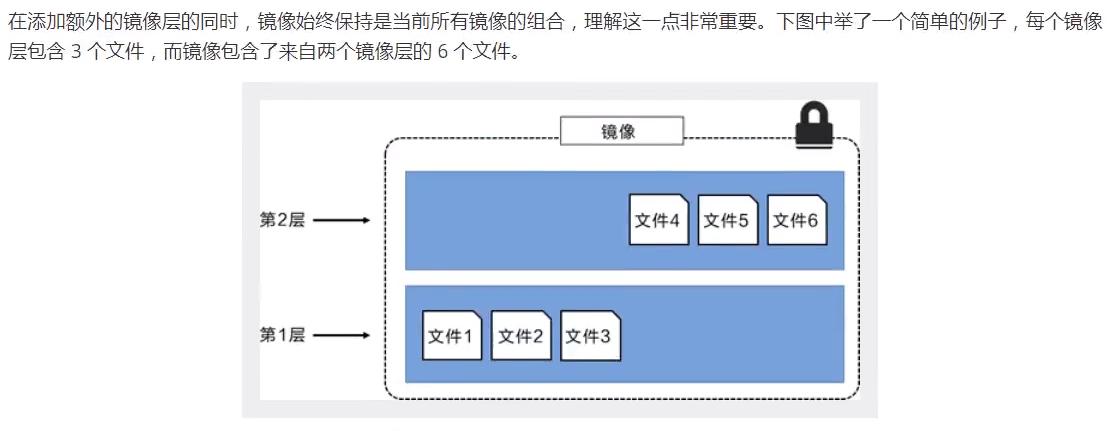 在添加额外的镜像层的同时，镜像始终保持是当前所有镜像的组合，理解这一点非常重要。下图中举了一个简单的例子，每个镜像
层包含 3 个文件，而镜像包含了来自两个镜像层的 6 个文件。
镜像
第2层
文件4 文件5 文件6
第1层
文件1 文件2 文件3